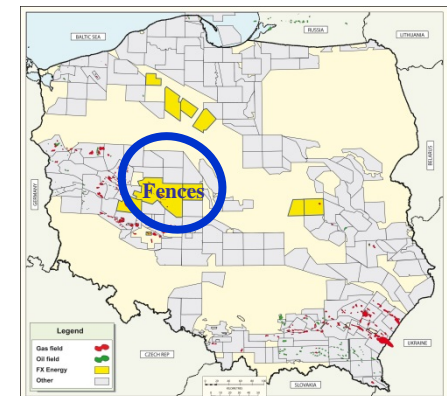 BALTIC SEA
RUSSIA
LITHUANIA
BELARUS
GERMANY
Fences
UKRAINE
CZECH REP
SLOVAKIA
Legend
Gas field
Oil field
FX Energy
Other